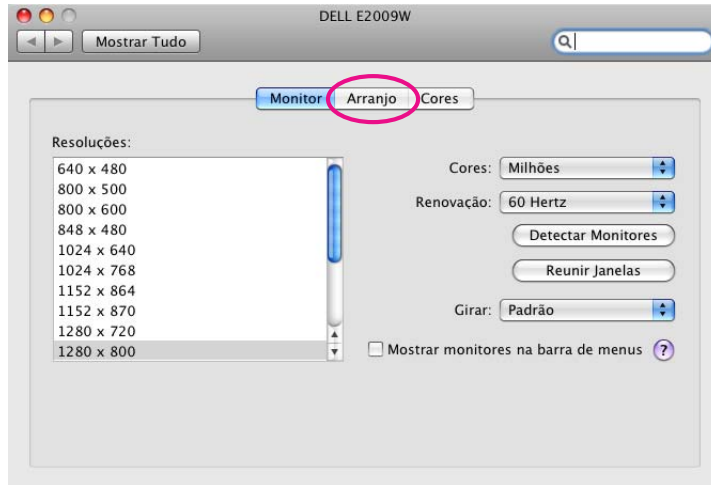 DELL E2009W
Mostrar Tudo
Monitor Arranjo Cores
Resoluções:
640 x 480
800 x 500
800 x 600
848 x 480
1024 x 640
1024 x 768
1152 x 864
1152 x 870
1280 x 720
1280 x 800
Cores: Milhões
Renovação: 60 Hertz
Detectar Monitores
Reunir Janelas
Girar: Padrão
Mostrar monitores na barra de menus ?